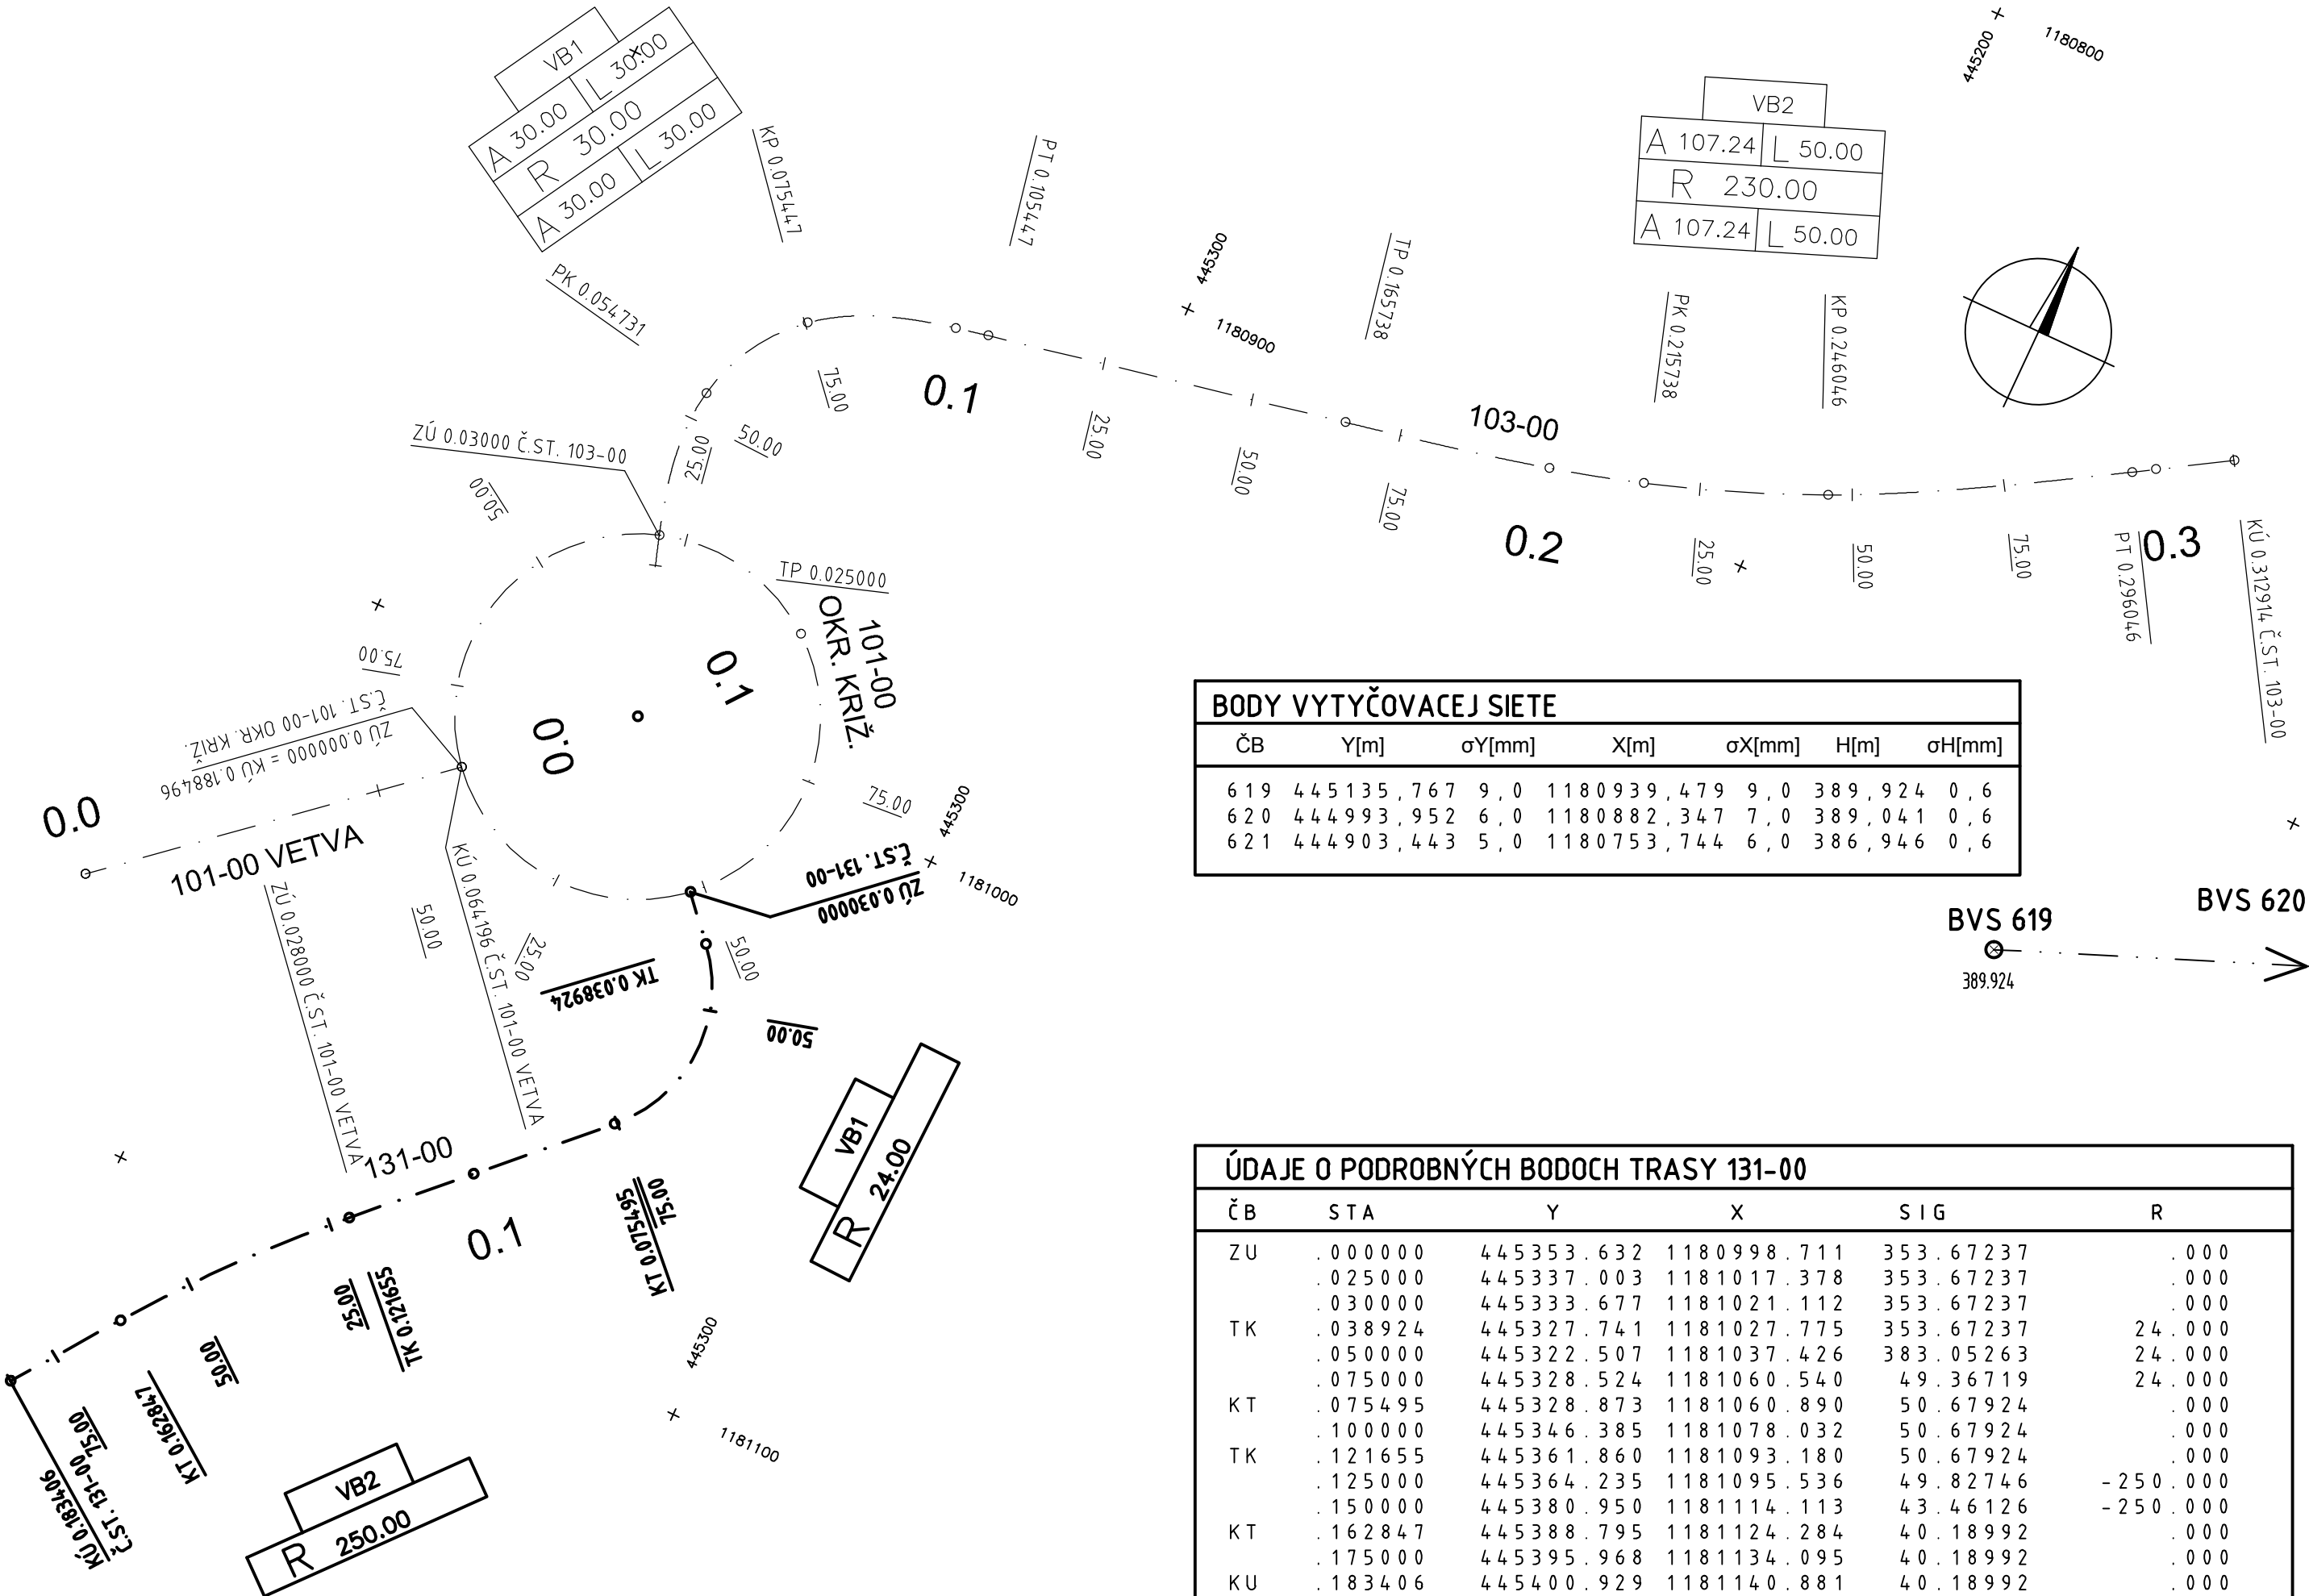 VB1
A 30.00 L 30.00
R 30.00
A 30.00 L 30.00
KP 0.075447
PK 0.054731
PT 0.105447
445300
1180900
TP 0.165738
445200
1180800
VB2
A 107.24 L 50.00
R 230.00
A 107.24 L 50.00
PK 0.215738
KP 0.246046
75.00
0.1
25.00
50.00
75.00
103-00
0.2
25.00
50.00
75.00
PT 0.296046
0.3
KÚ 0.312914 Č.ST. 103-00
ZÚ 0.03000 Č.ST. 103-00
25.00
50.00
50.00
TP 0.025000
101-00
OKR. KRIŽ.
0.1
0.0
75.00
ZÚ 0.000000 = KÚ 0.188496
Č.ST. 101-00 OKR. KRIŽ.
0.0
101-00 VETVA
ZÚ 0.028000 Č.ST. 101-00 VETVA
50.00
KÚ 0.064196 Č.ST. 101-00 VETVA
25.00
75.00
445300
1181000
ZÚ 0.030000
Č.ST. 131-00
50.00
TK 0.038924
50.00
VB1
R 24.00
131-00
0.1
75.00
KT 0.075495
445300
1181100
TK 0.121655
25.00
50.00
KT 0.162847
75.00
KÚ 0.183406
Č.ST. 131-00
VB2
R 250.00
BODY VYTYČOVACEJ SIETE
ČB Y[m] σY[mm] X[m] σX[mm] H[m] σH[mm]
619 445135,767 9,0 1180939,479 9,0 389,924 0,6
620 444993,952 6,0 1180882,347 7,0 389,041 0,6
621 444903,443 5,0 1180753,744 6,0 386,946 0,6
BVS 619
389.924
BVS 620
ÚDAJE O PODROBNÝCH BODOCH TRASY 131-00
ČB STA Y X SIG R
ZU .000000 445353.632 1180998.711 353.67237 .000
.025000 445337.003 1181017.378 353.67237 .000
.030000 445333.677 1181021.112 353.67237 .000
TK .038924 445327.741 1181027.775 353.67237 24.000
.050000 445322.507 1181037.426 383.05263 24.000
.075000 445328.524 1181060.540 49.36719 24.000
KT .075495 445328.873 1181060.890 50.67924 .000
.100000 445346.385 1181078.032 50.67924 .000
TK .121655 445361.860 1181093.180 50.67924 .000
.125000 445364.235 1181095.536 49.82746 -250.000
.150000 445380.950 1181114.113 43.46126 -250.000
KT .162847 445388.795 1181124.284 40.18992 .000
.175000 445395.968 1181134.095 40.18992 .000
KU .183406 445400.929 1181140.881 40.18992 .000